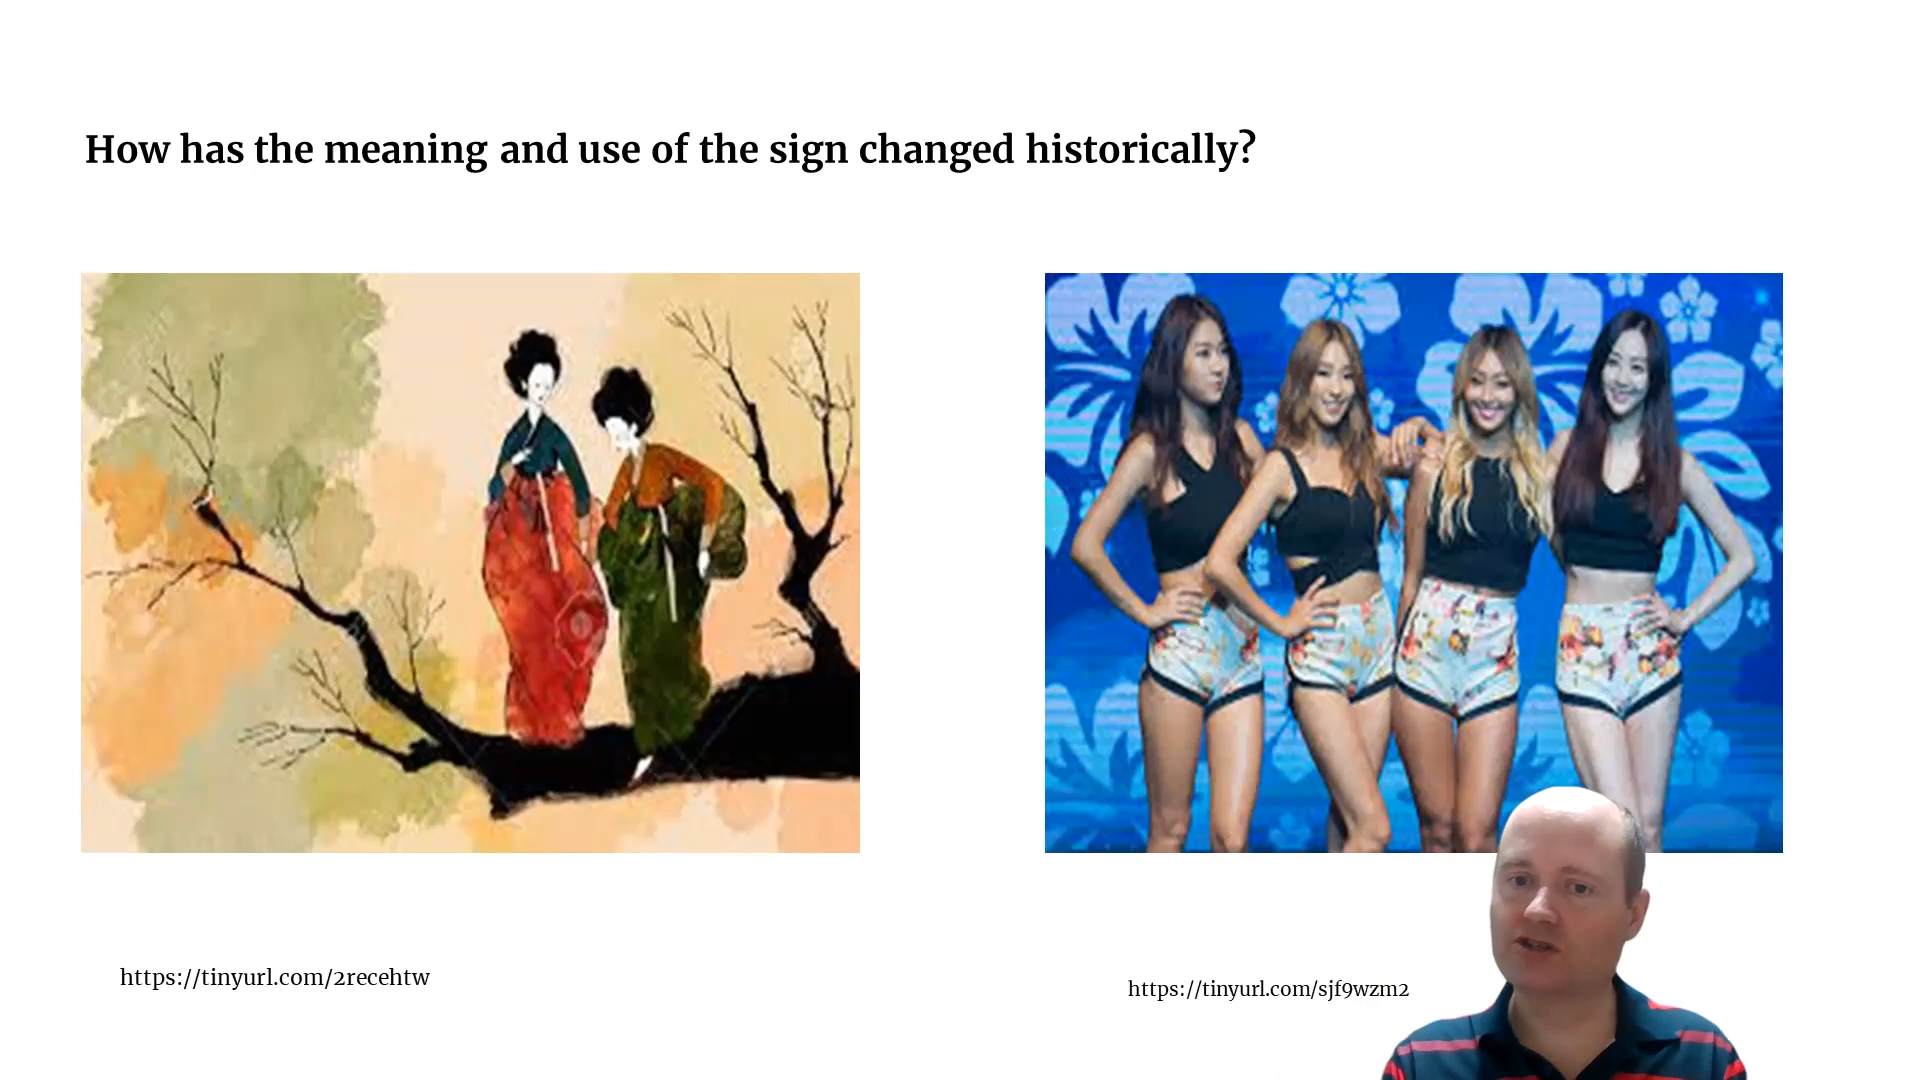 How has the meaning and use of the sign changed historically?
https://tinyurl.com/2recehtw
https://tinyurl.com/sjf9wzm2